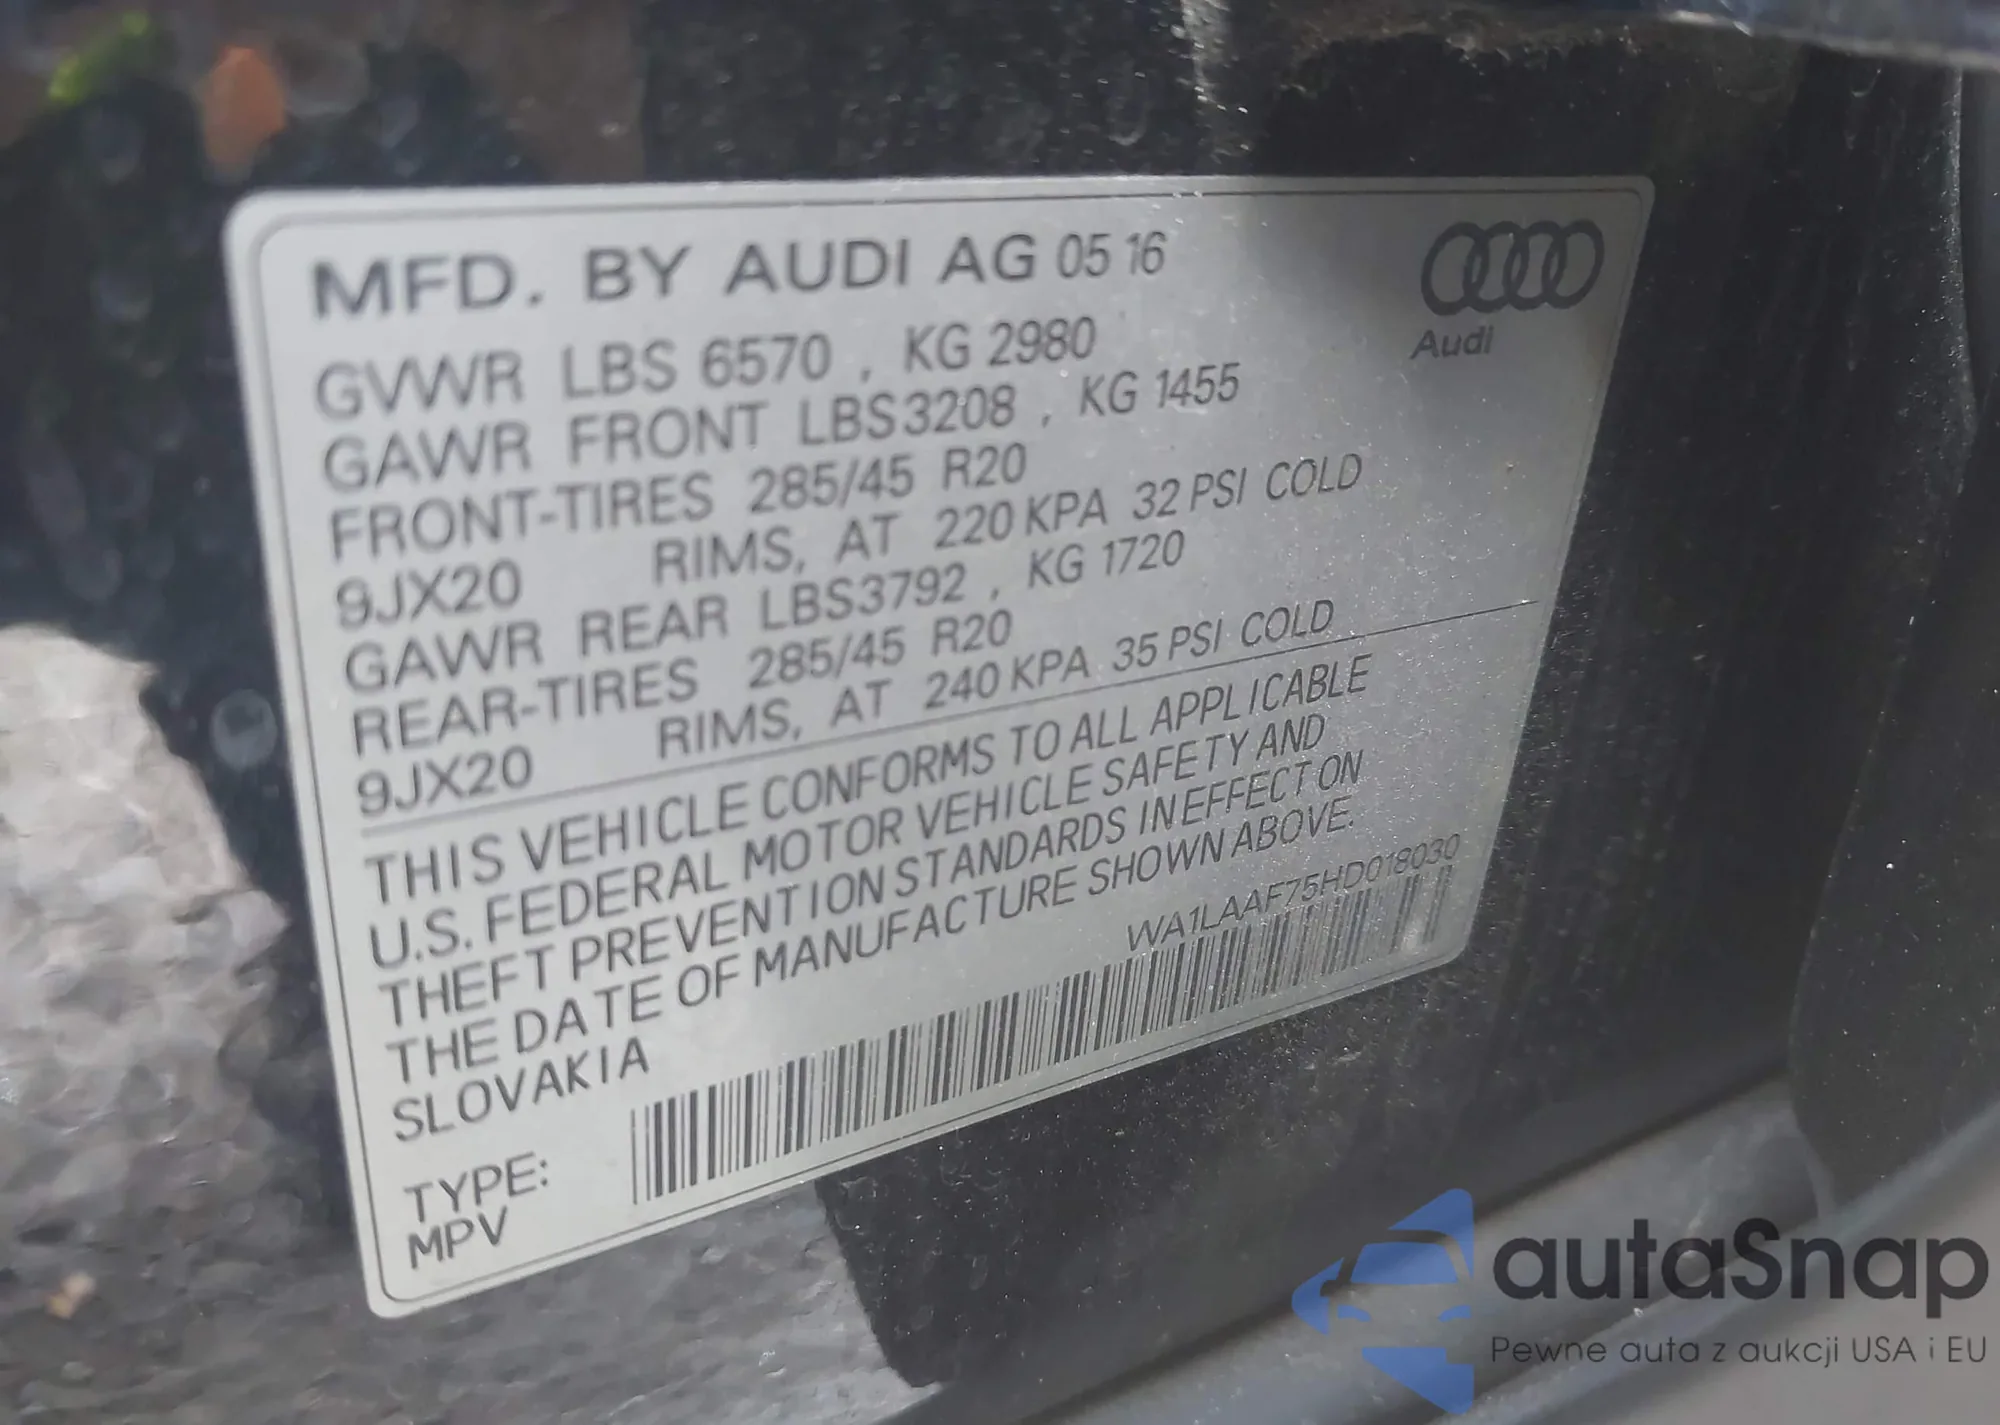 MFD. BY AUDI AG 05 16
Audi
GVWR LBS 6570 , KG 2980
GAWR FRONT LBS3208 , KG 1455
FRONT-TIRES 285/45 R20
9JX20 RIMS, AT 220 KPA 32 PSI COLD
GAWR REAR LBS3792 , KG 1720
REAR-TIRES 285/45 R20
9JX20 RIMS, AT 240 KPA 35 PSI COLD
THIS VEHICLE CONFORMS TO ALL APPLICABLE
U.S. FEDERAL MOTOR VEHICLE SAFETY AND
THEFT PREVENTION STANDARDS IN EFFECT ON
THE DATE OF MANUFACTURE SHOWN ABOVE.
SLOVAKIA
WA1LAAF75HD018030
TYPE:
MPV
autaSnap
Pewne auta z aukcji USA i EU